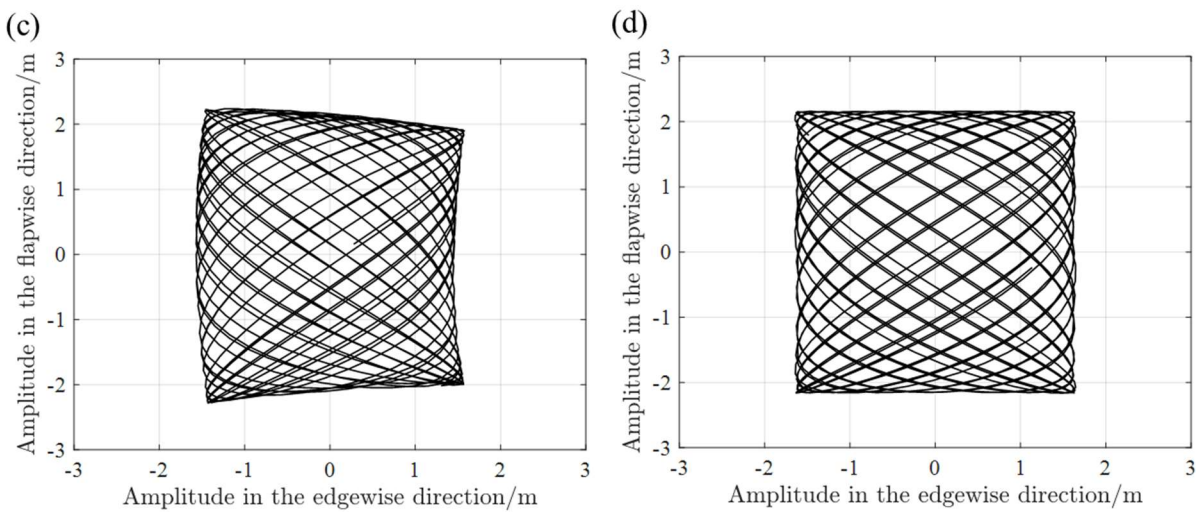 (c)
Amplitude in the flapwise direction/m
3
2
1
0
-1
-2
-3
-3 -2 -1 0 1 2 3
Amplitude in the edgewise direction/m
(d)
Amplitude in the flapwise direction/m
3
2
1
0
-1
-2
-3
-3 -2 -1 0 1 2 3
Amplitude in the edgewise direction/m